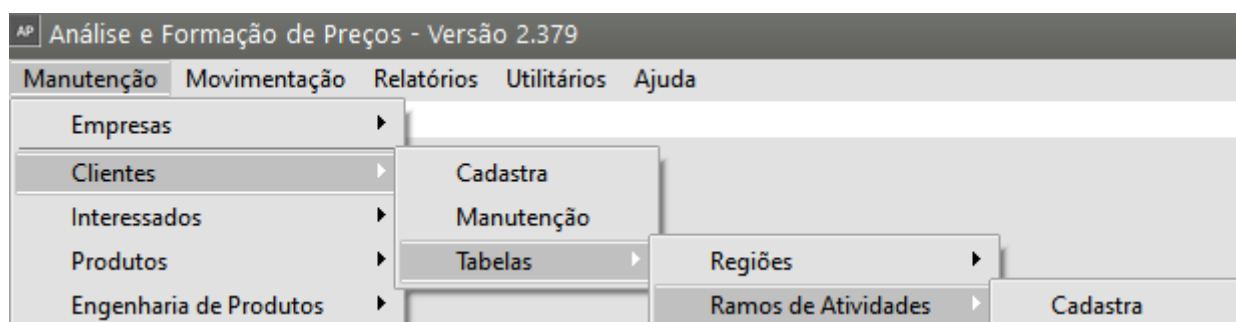 AP Análise e Formação de Preços - Versão 2.379
Manutenção Movimentação Relatórios Utilitários Ajuda
Empresas
Clientes Cadastra
Interessados Manutenção
Produtos Tabelas Regiões
Engenharia de Produtos Ramos de Atividades Cadastra